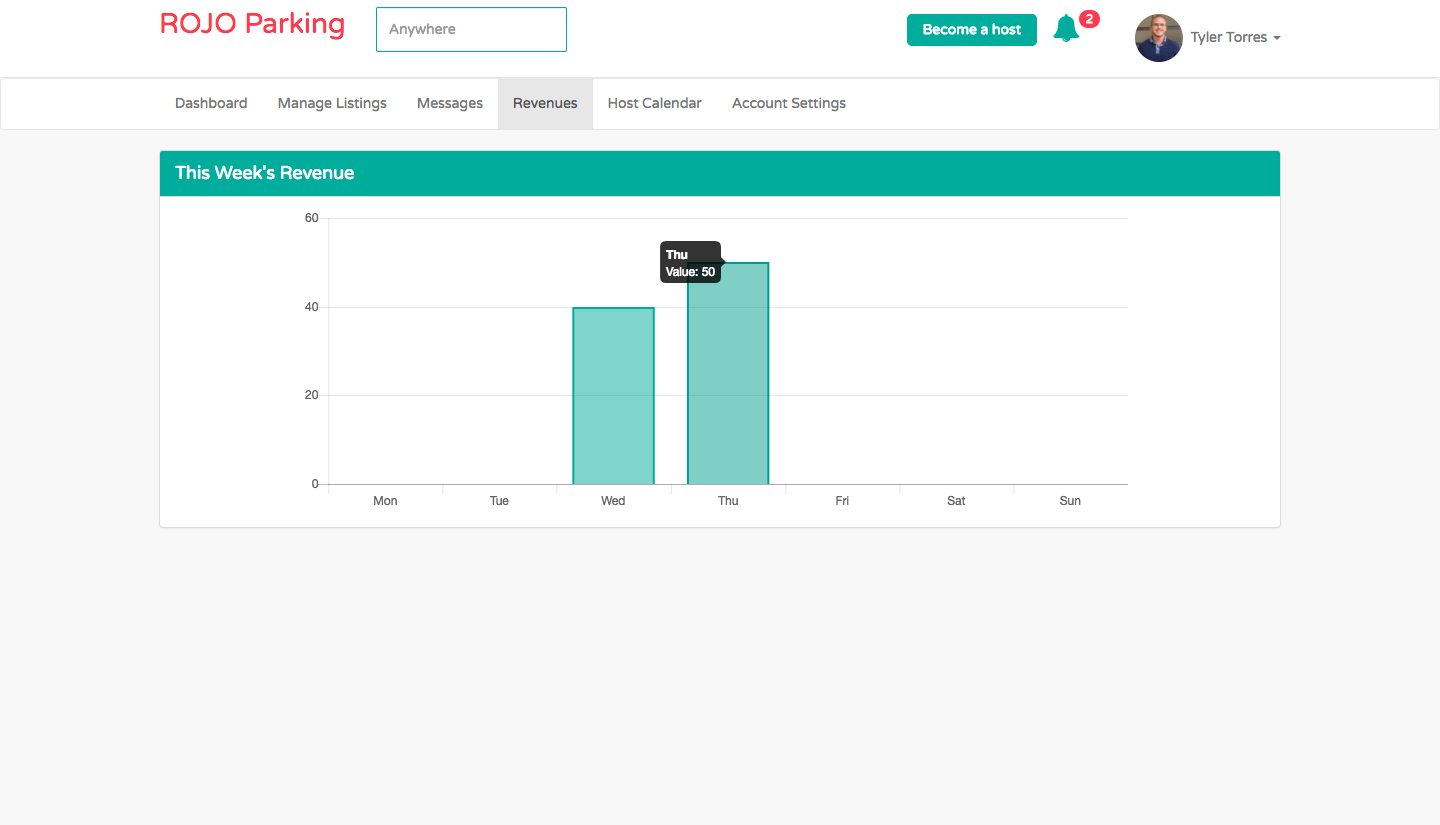 ROJO Parking
Anywhere
Become a host
2
Tyler Torres
Dashboard
Manage Listings
Messages
Revenues
Host Calendar
Account Settings
This Week's Revenue
60
40
20
0
Thu
Value: 50
Mon
Tue
Wed
Thu
Fri
Sat
Sun